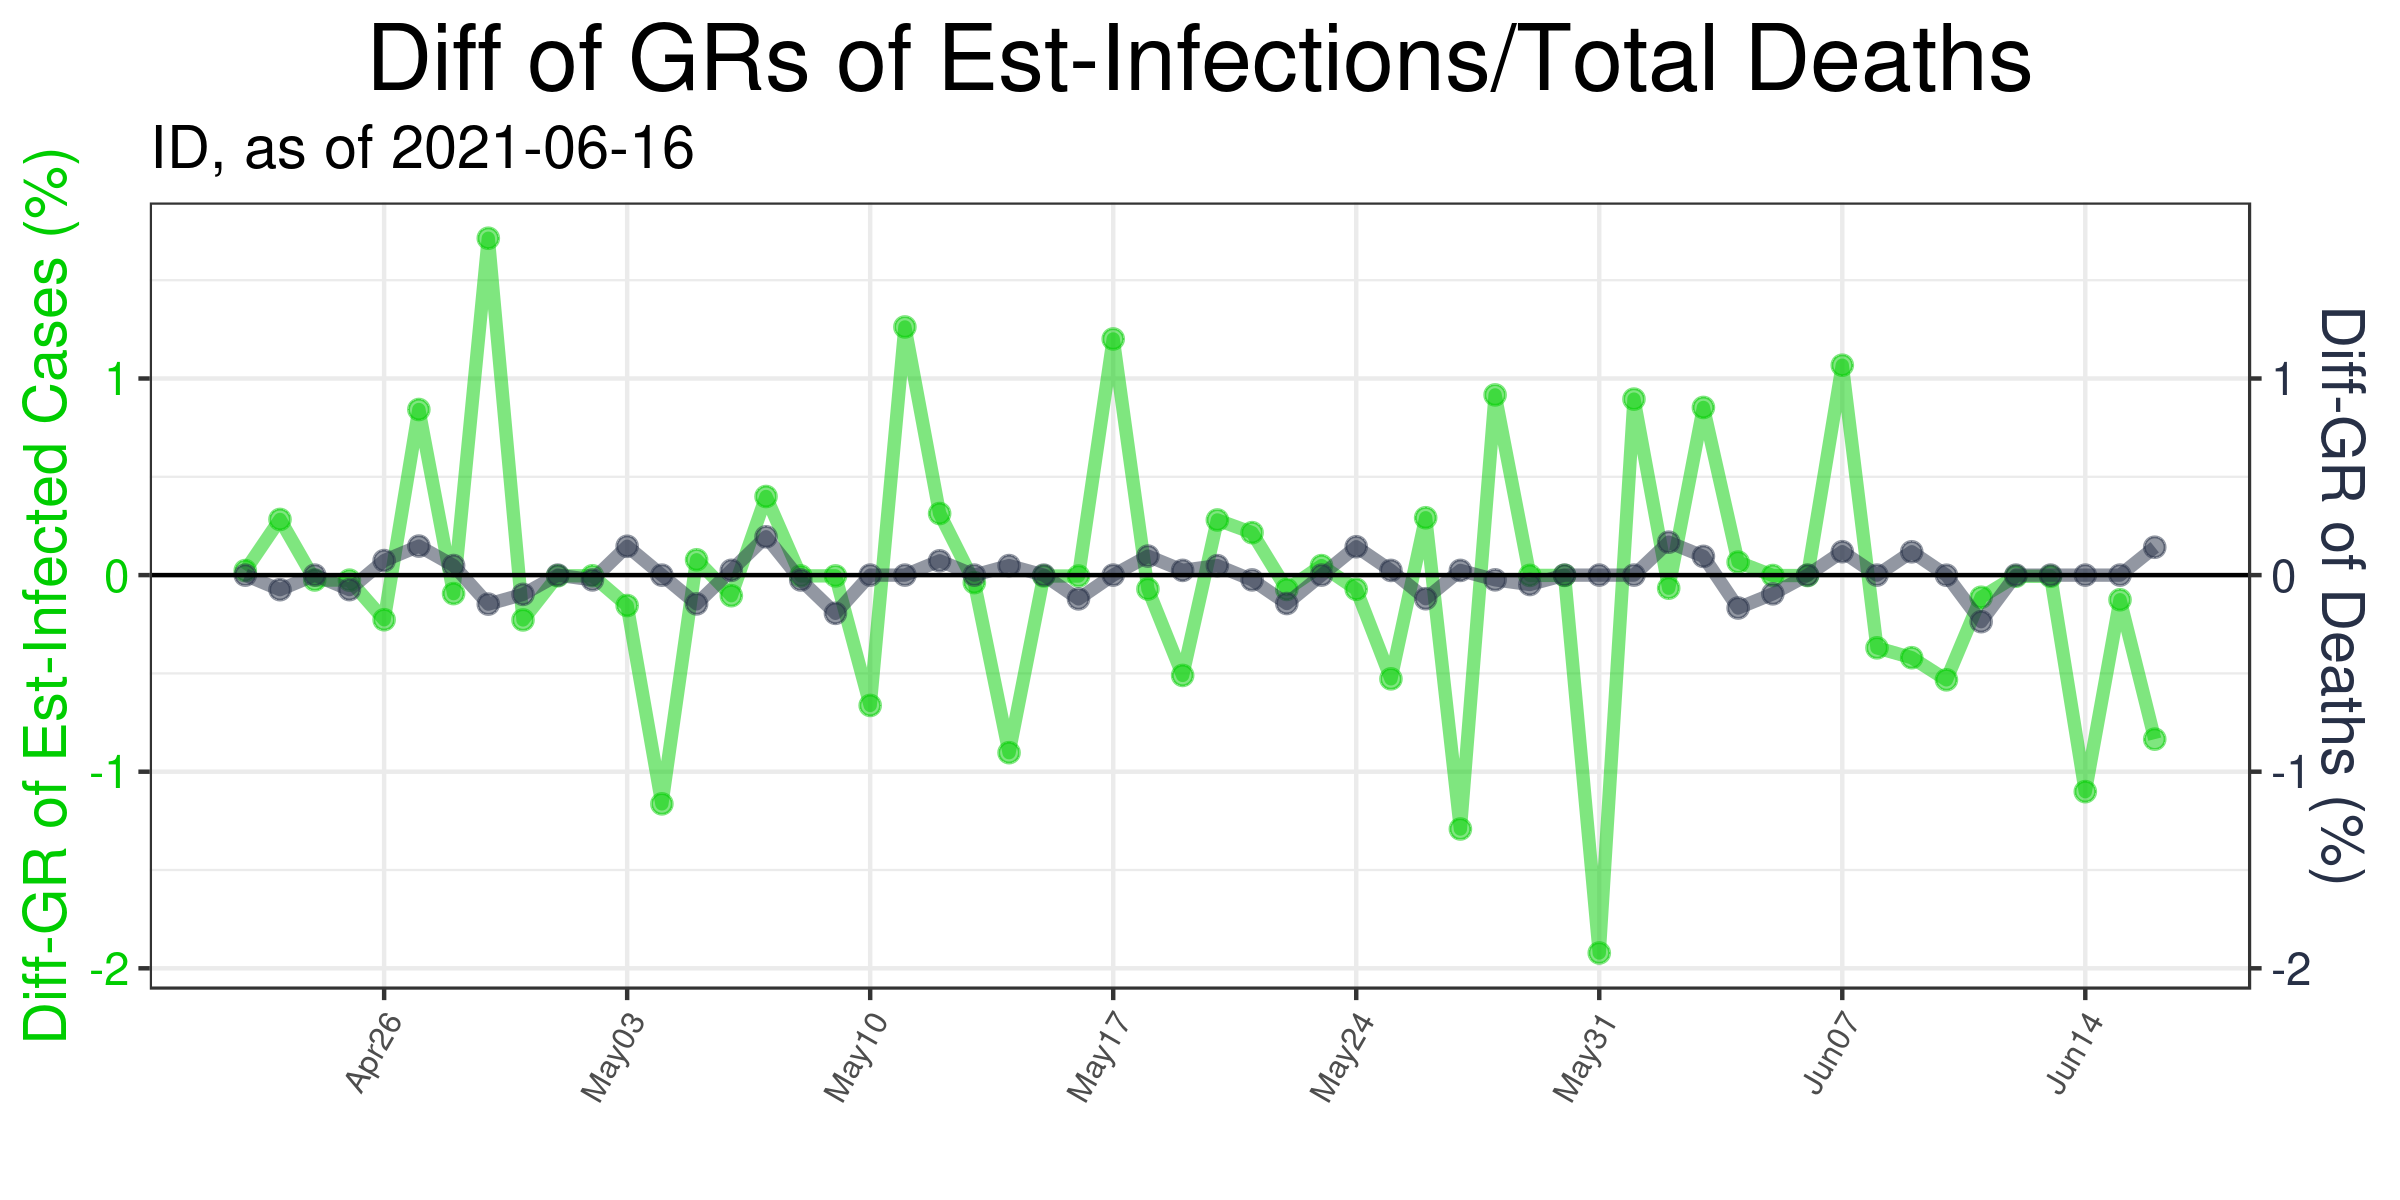 Diff of GRs of Est-Infections/Total Deaths
ID, as of 2021-06-16
Diff-GR of Est-Infected Cases (%)
1
0
-1
-2
1
0
-1
-2
Diff-GR of Deaths (%)
Apr26
May03
May10
May17
May24
May31
Jun07
Jun14